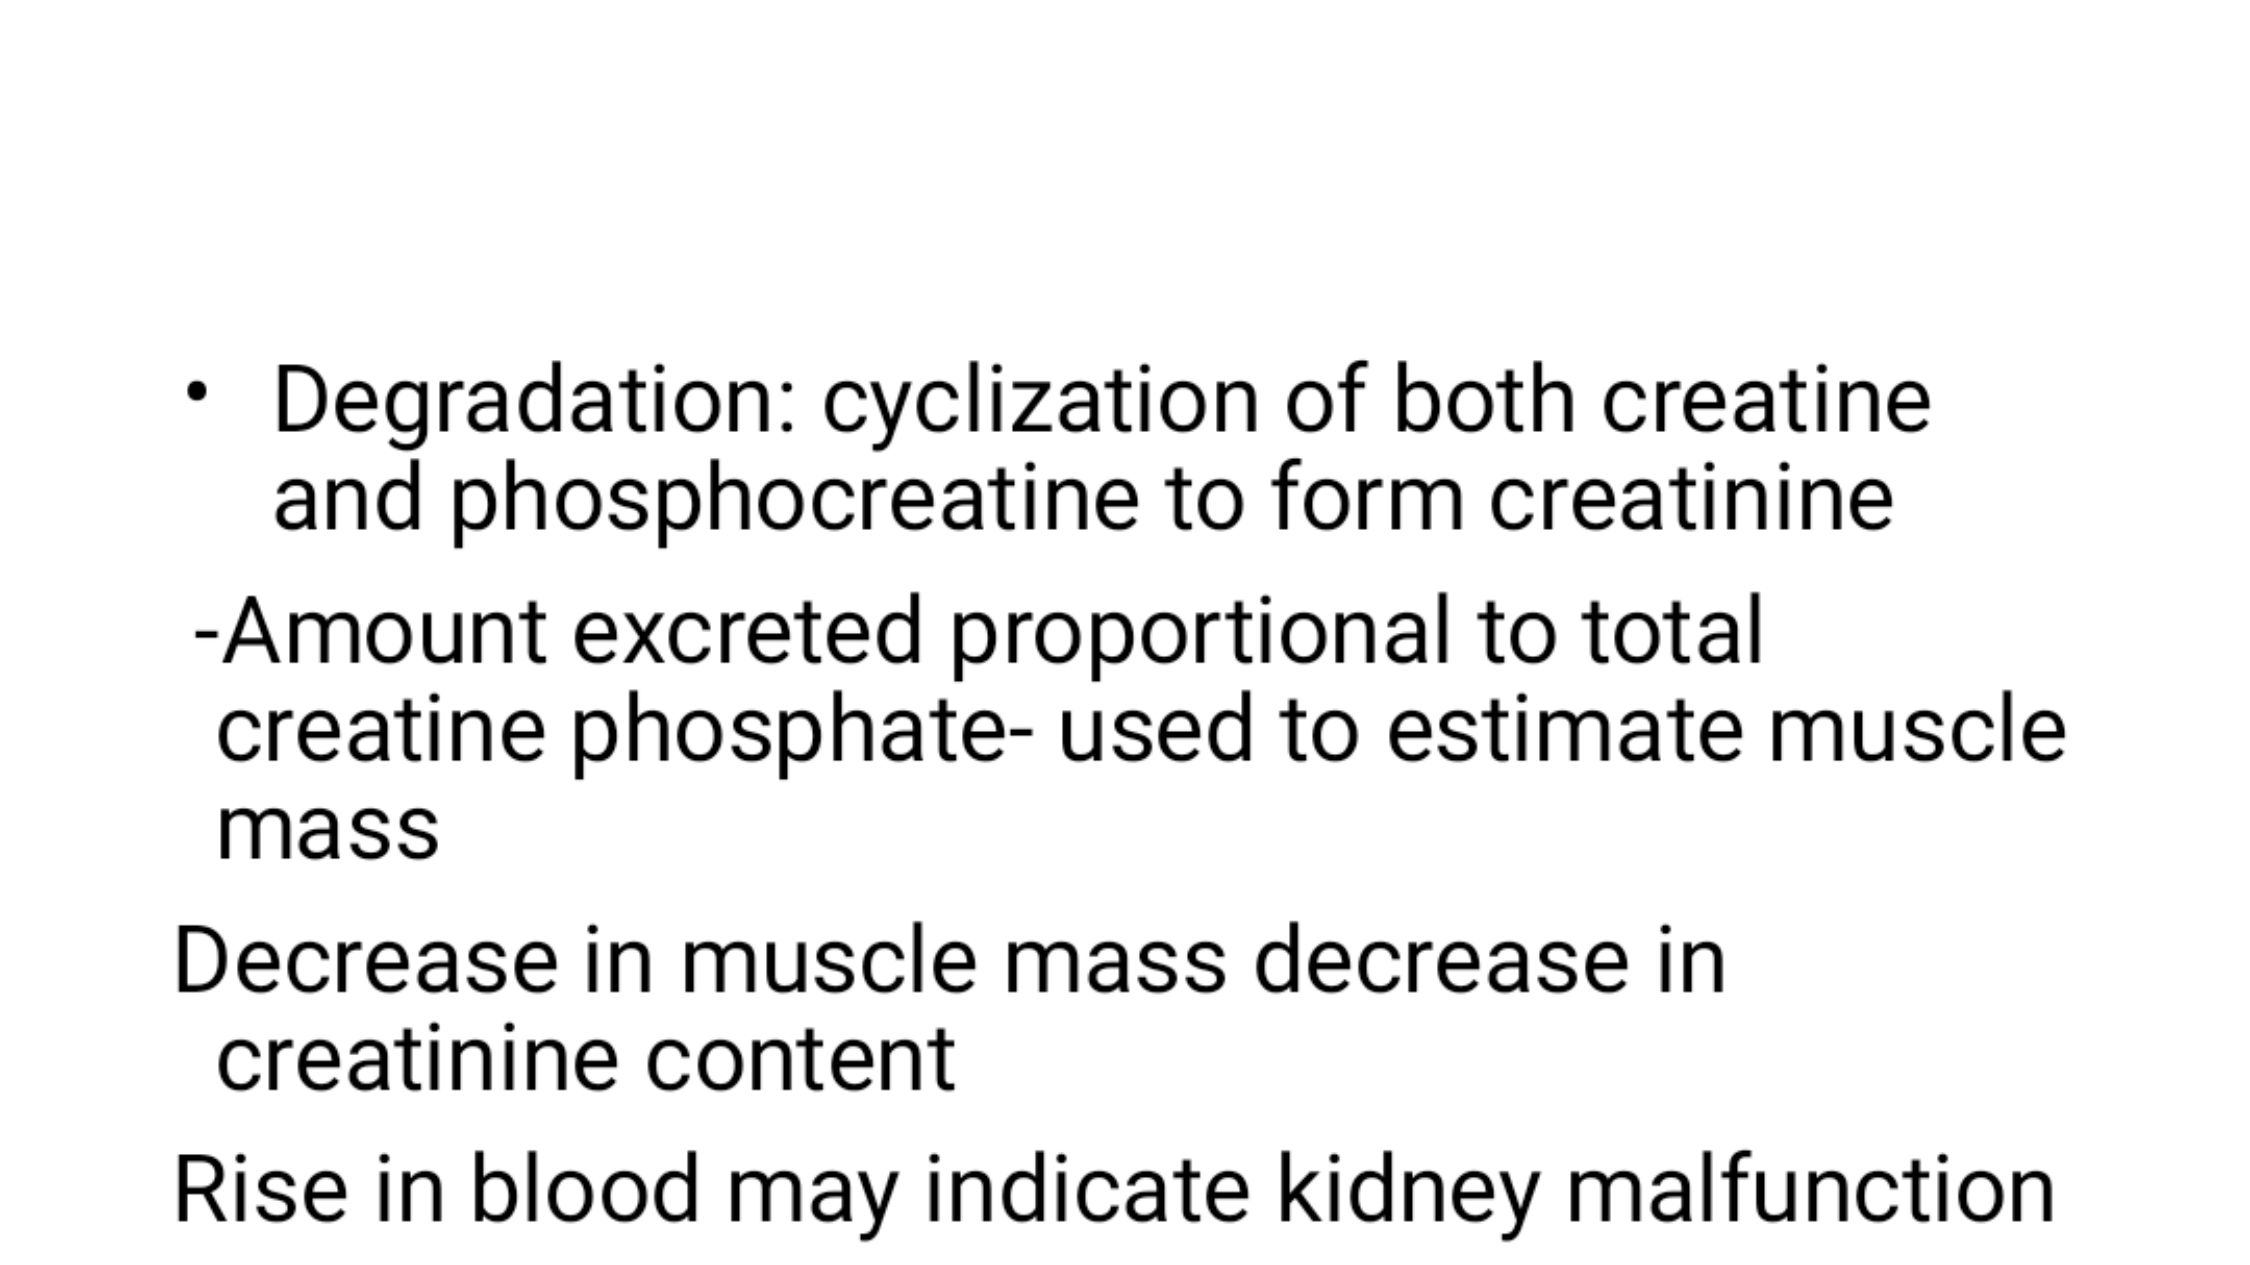 • Degradation: cyclization of both creatine
and phosphocreatine to form creatinine
-Amount excreted proportional to total
creatine phosphate- used to estimate muscle
mass
Decrease in muscle mass decrease in
creatinine content
Rise in blood may indicate kidney malfunction